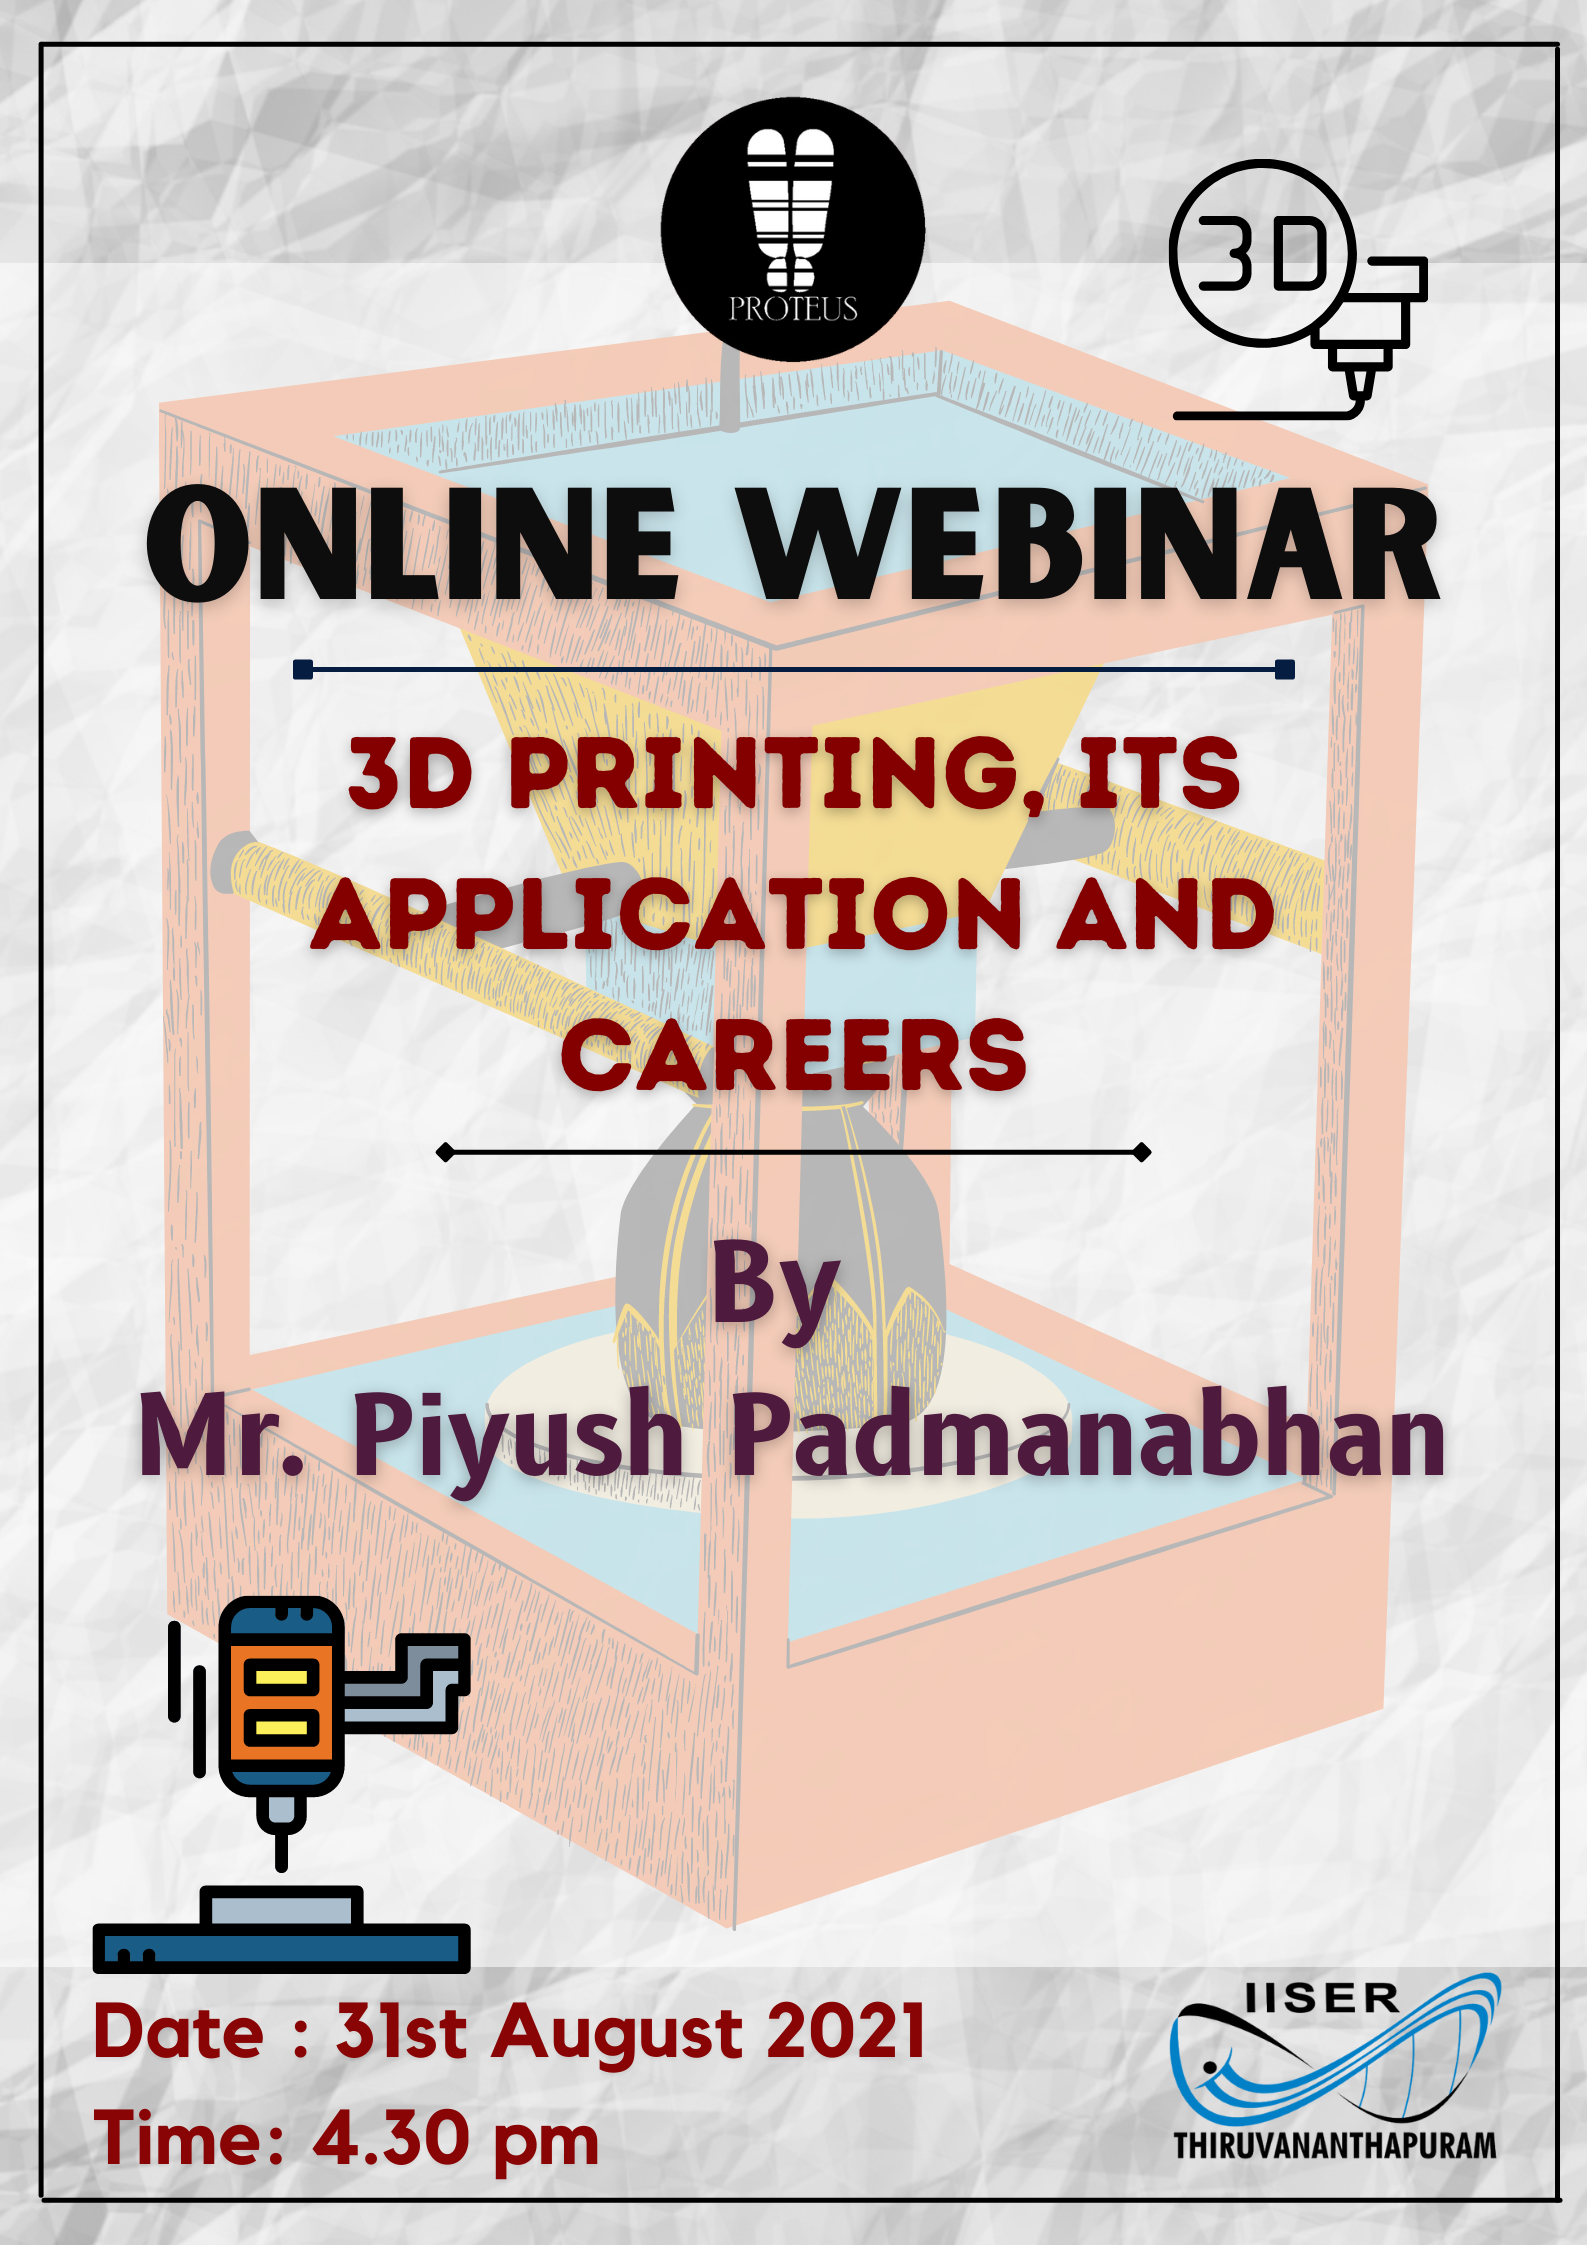 PROTEUS
3D
ONLINE WEBINAR
3D PRINTING, ITS
APPLICATION AND
CAREERS
By
Mr. Piyush Padmanabhan
Date : 31st August 2021
Time: 4.30 pm
IISER
THIRUVANANTHAPURAM